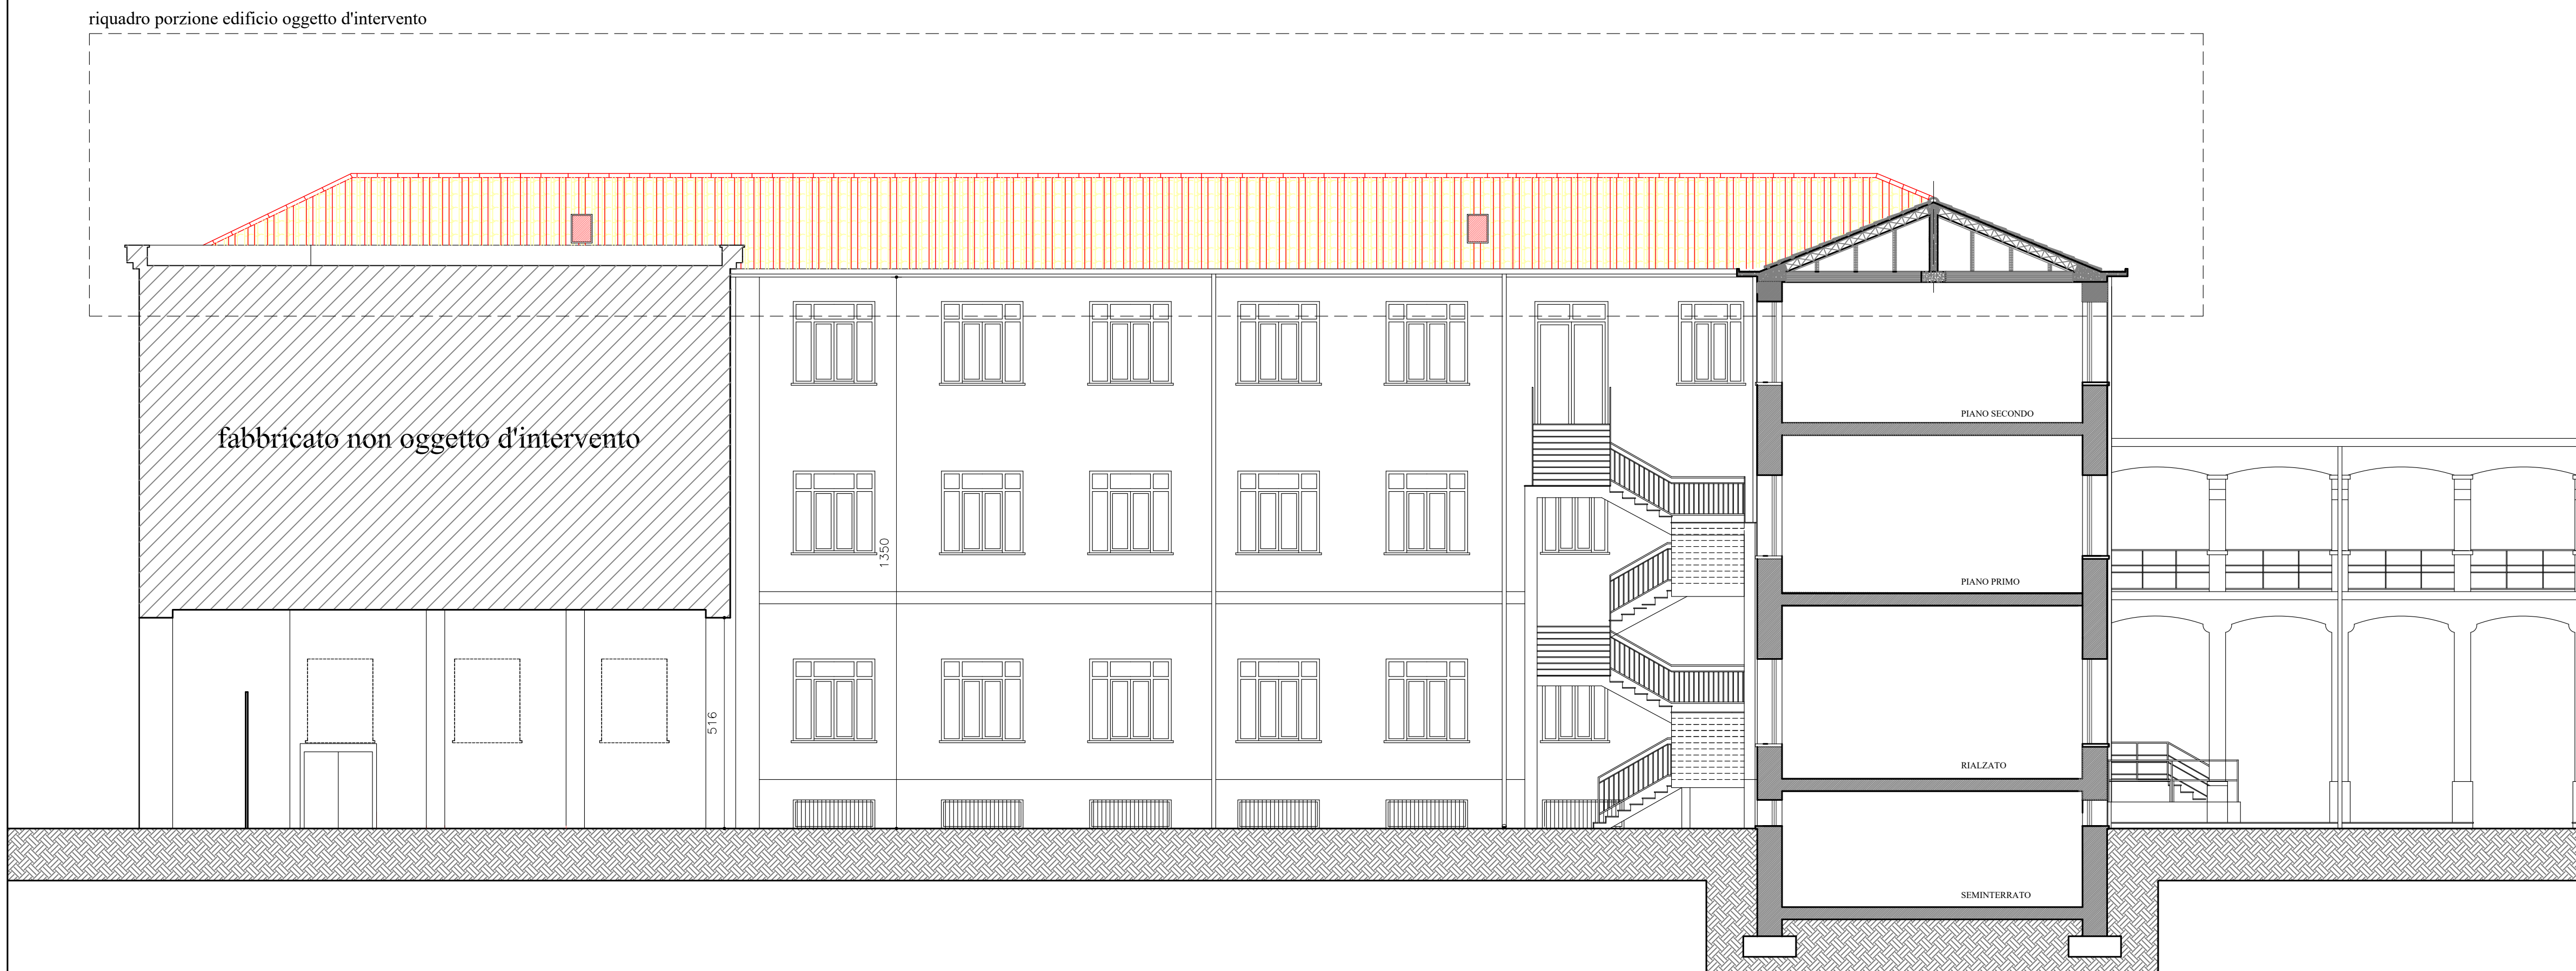 riquadro porzione edificio oggetto d'intervento
fabbricato non oggetto d'intervento
PIANO SECONDO
1350
PIANO PRIMO
516
RIALZATO
SEMINTERRATO